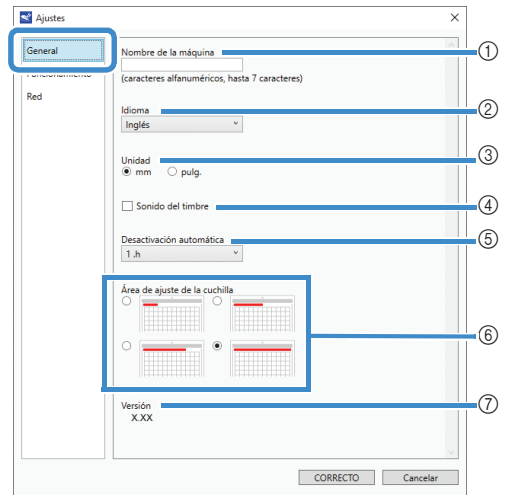 Ajustes
General
Funcionamiento
Red
Nombre de la máquina
①
(caracteres alfanuméricos, hasta 7 caracteres)
Idioma
②
Inglés
Unidad
③
mm
pulg.
Sonido del timbre
④
Desactivación automática
⑤
1 .h
Área de ajuste de la cuchilla
⑥
Versión
⑦
X.XX
CORRECTO
Cancelar